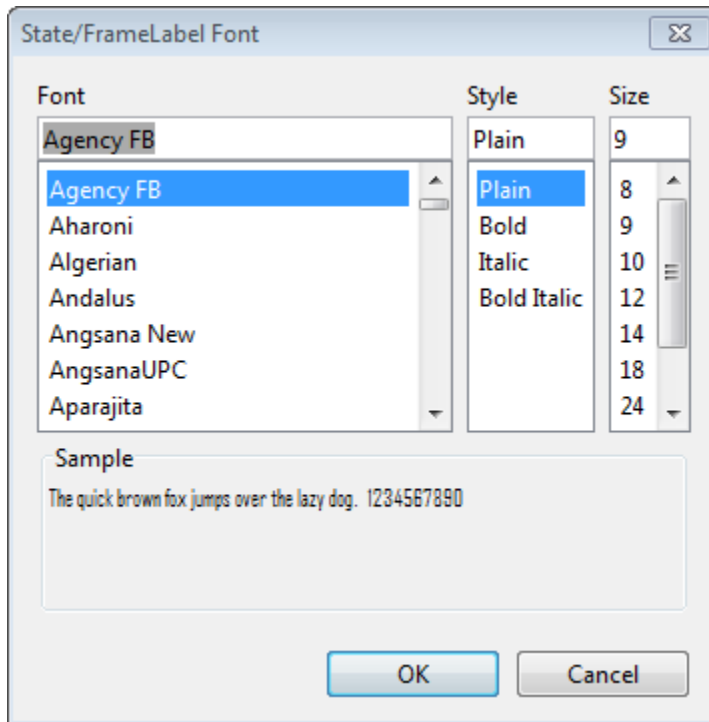 State/FrameLabel Font
Font Style Size
Agency FB Plain 9
Agency FB Plain 8
Aharoni Bold 9
Algerian Italic 10
Andalus Bold Italic 12
Angsana New 14
AngsanaUPC 18
Aparajita 24
Sample
The quick brown fox jumps over the lazy dog. 1234567890
OK Cancel